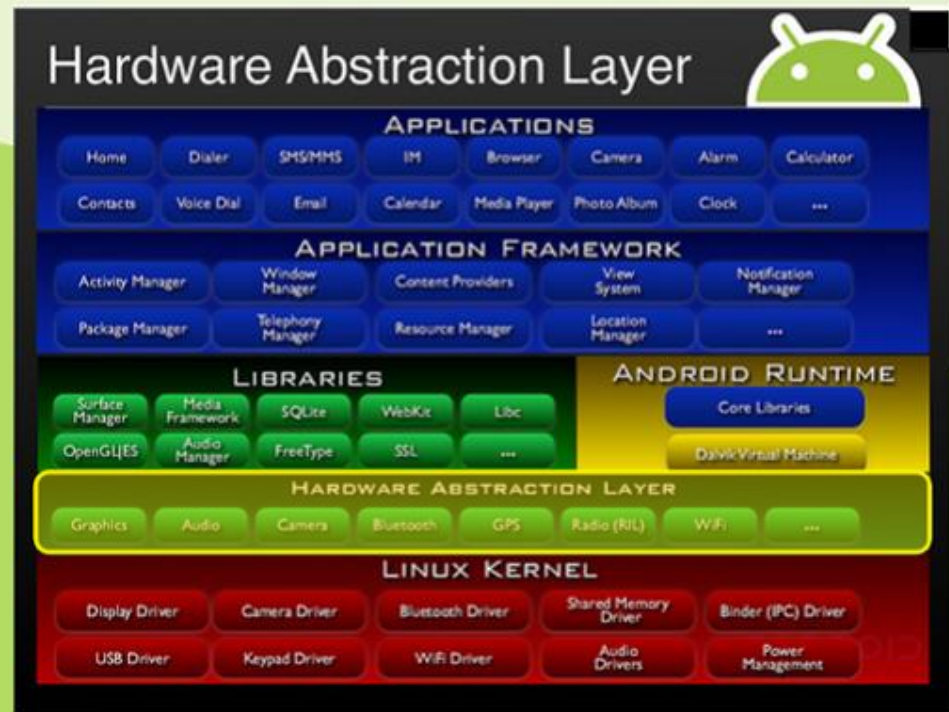 Hardware Abstraction Layer
APPLICATIONS
Home Dialer SMS/MMS IM Browser Camera Alarm Calculator
Contacts Voice Dial Email Calendar Media Player Photo Album Clock ...
APPLICATION FRAMEWORK
Activity Manager Window Manager Content Providers View System Notification Manager
Package Manager Telephony Manager Resource Manager Location Manager ...
LIBRARIES
Surface Manager Media Framework SQLite WebKit Libc
OpenGL|ES Audio Manager FreeType SSL ...
ANDROID RUNTIME
Core Libraries
Dalvik Virtual Machine
HARDWARE ABSTRACTION LAYER
Graphics Audio Camera Bluetooth GPS Radio (RIL) WiFi ...
LINUX KERNEL
Display Driver Camera Driver Bluetooth Driver Shared Memory Driver Binder (IPC) Driver
USB Driver Keypad Driver WiFi Driver Audio Drivers Power Management